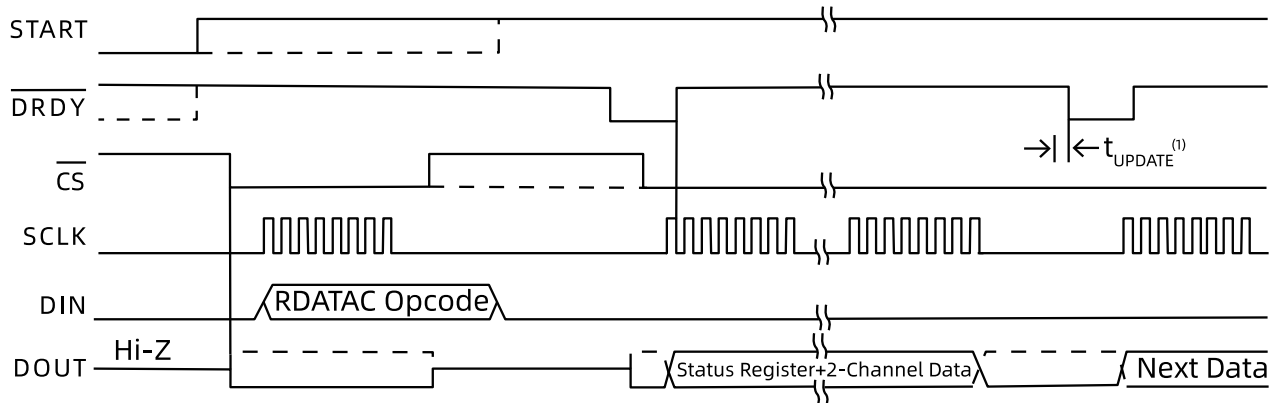 START
DRDY
tUPDATE(1)
CS
SCLK
DIN
RDATAC Opcode
Hi-Z
DOUT
Status Register+2-Channel Data
Next Data